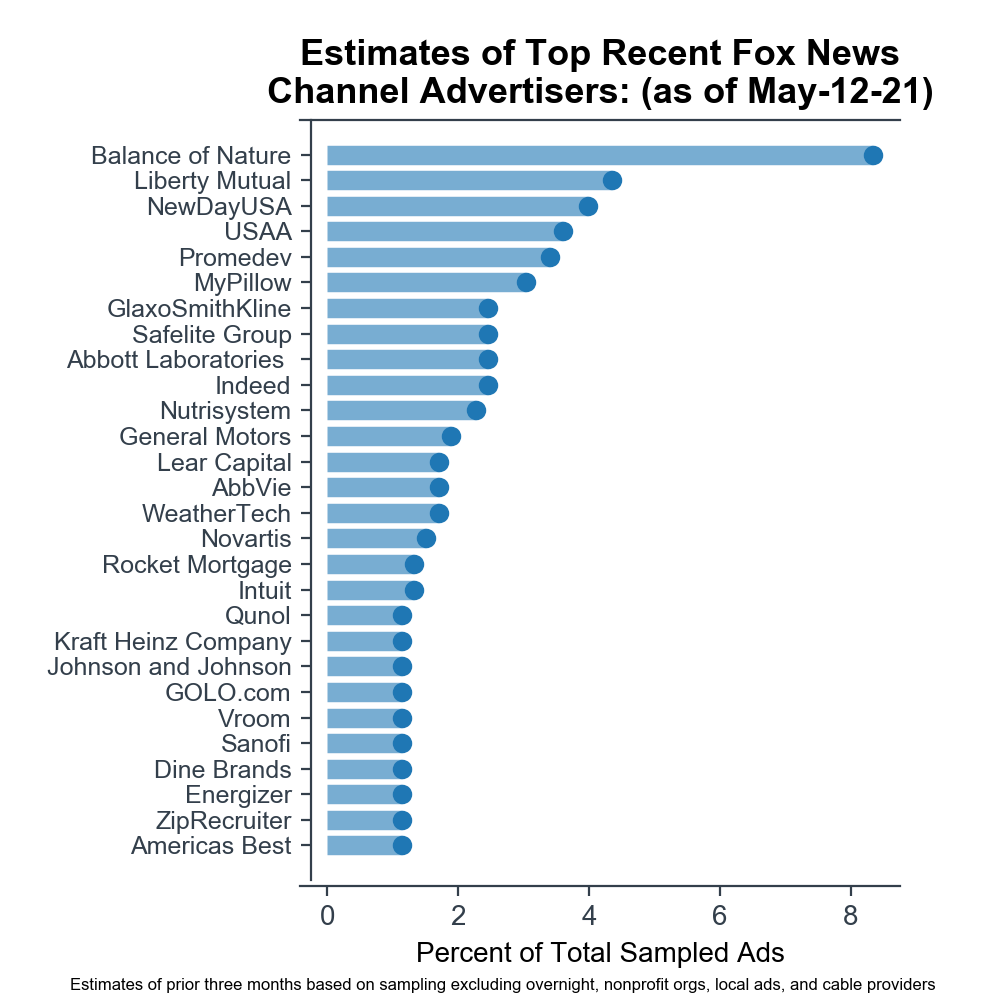 Estimates of Top Recent Fox News
Channel Advertisers: (as of May-12-21)
Balance of Nature
Liberty Mutual
NewDayUSA
USAA
Promedev
MyPillow
GlaxoSmithKline
Safelite Group
Abbott Laboratories
Indeed
Nutrisystem
General Motors
Lear Capital
AbbVie
WeatherTech
Novartis
Rocket Mortgage
Intuit
Qunol
Kraft Heinz Company
Johnson and Johnson
GOLO.com
Vroom
Sanofi
Dine Brands
Energizer
ZipRecruiter
Americas Best
0 2 4 6 8
Percent of Total Sampled Ads
Estimates of prior three months based on sampling excluding overnight, nonprofit orgs, local ads, and cable providers